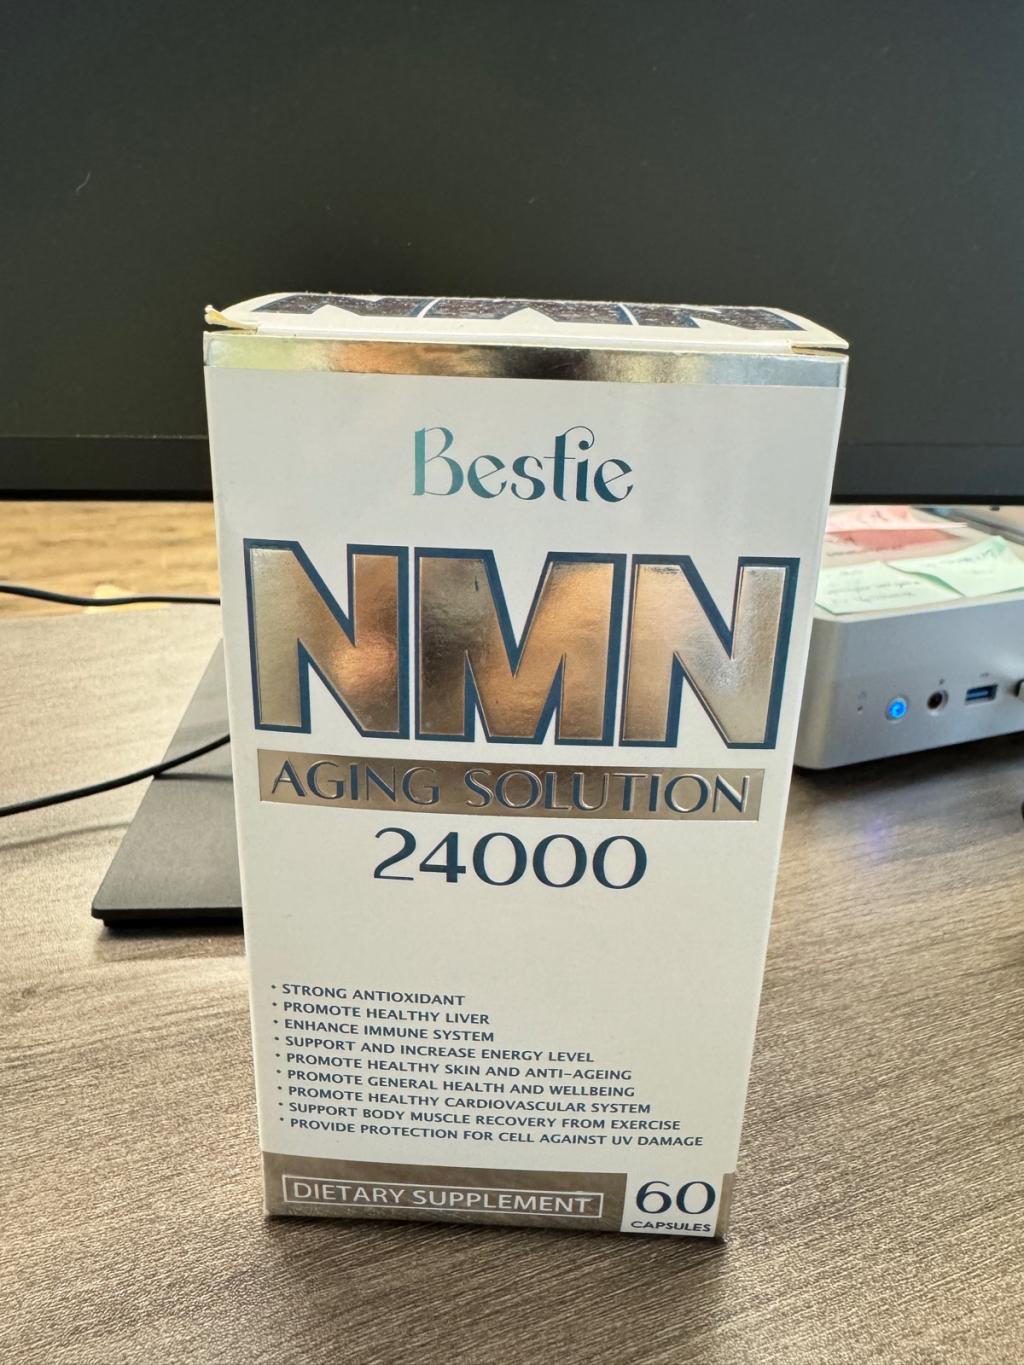 NMN
Bestie
NMN
AGING SOLUTION
24000
* STRONG ANTIOXIDANT
* PROMOTE HEALTHY LIVER
* ENHANCE IMMUNE SYSTEM
* SUPPORT AND INCREASE ENERGY LEVEL
* PROMOTE HEALTHY SKIN AND ANTI-AGEING
* PROMOTE GENERAL HEALTH AND WELLBEING
* PROMOTE HEALTHY CARDIOVASCULAR SYSTEM
* SUPPORT BODY MUSCLE RECOVERY FROM EXERCISE
* PROVIDE PROTECTION FOR CELL AGAINST UV DAMAGE
DIETARY SUPPLEMENT
60
CAPSULES